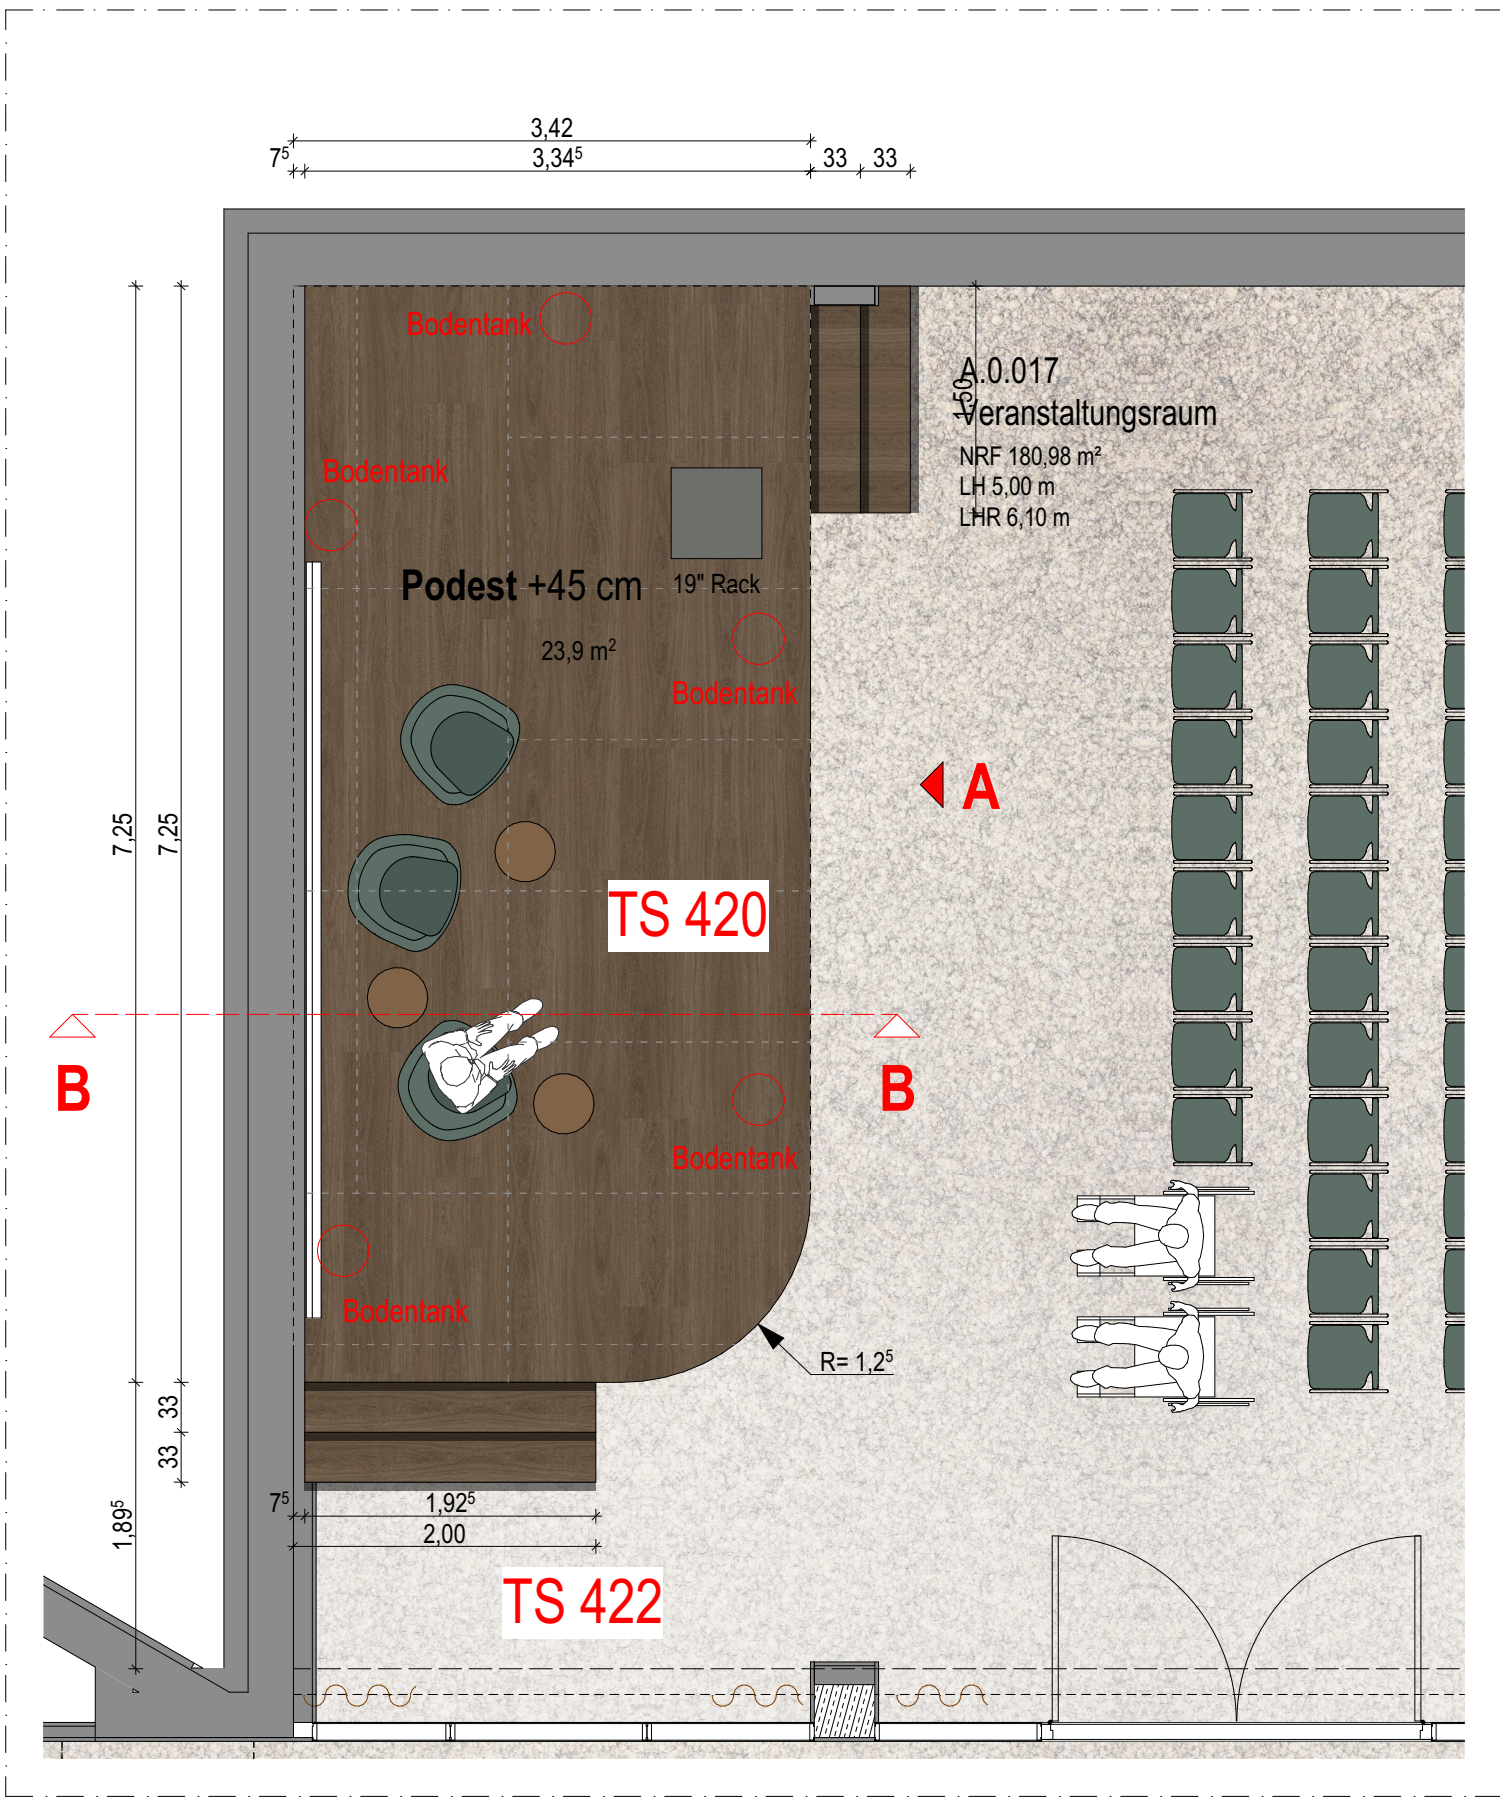 3,42
7⁵
3,34⁵
33
33
Bodentank
A.0.017
Veranstaltungsraum
1,50
NRF 180,98 m²
LH 5,00 m
LHR 6,10 m
Bodentank
Podest +45 cm
19" Rack
23,9 m²
Bodentank
A
7,25
7,25
TS 420
B
B
Bodentank
Bodentank
R= 1,2⁵
33
33
1,89⁵
7⁵
1,92⁵
2,00
TS 422